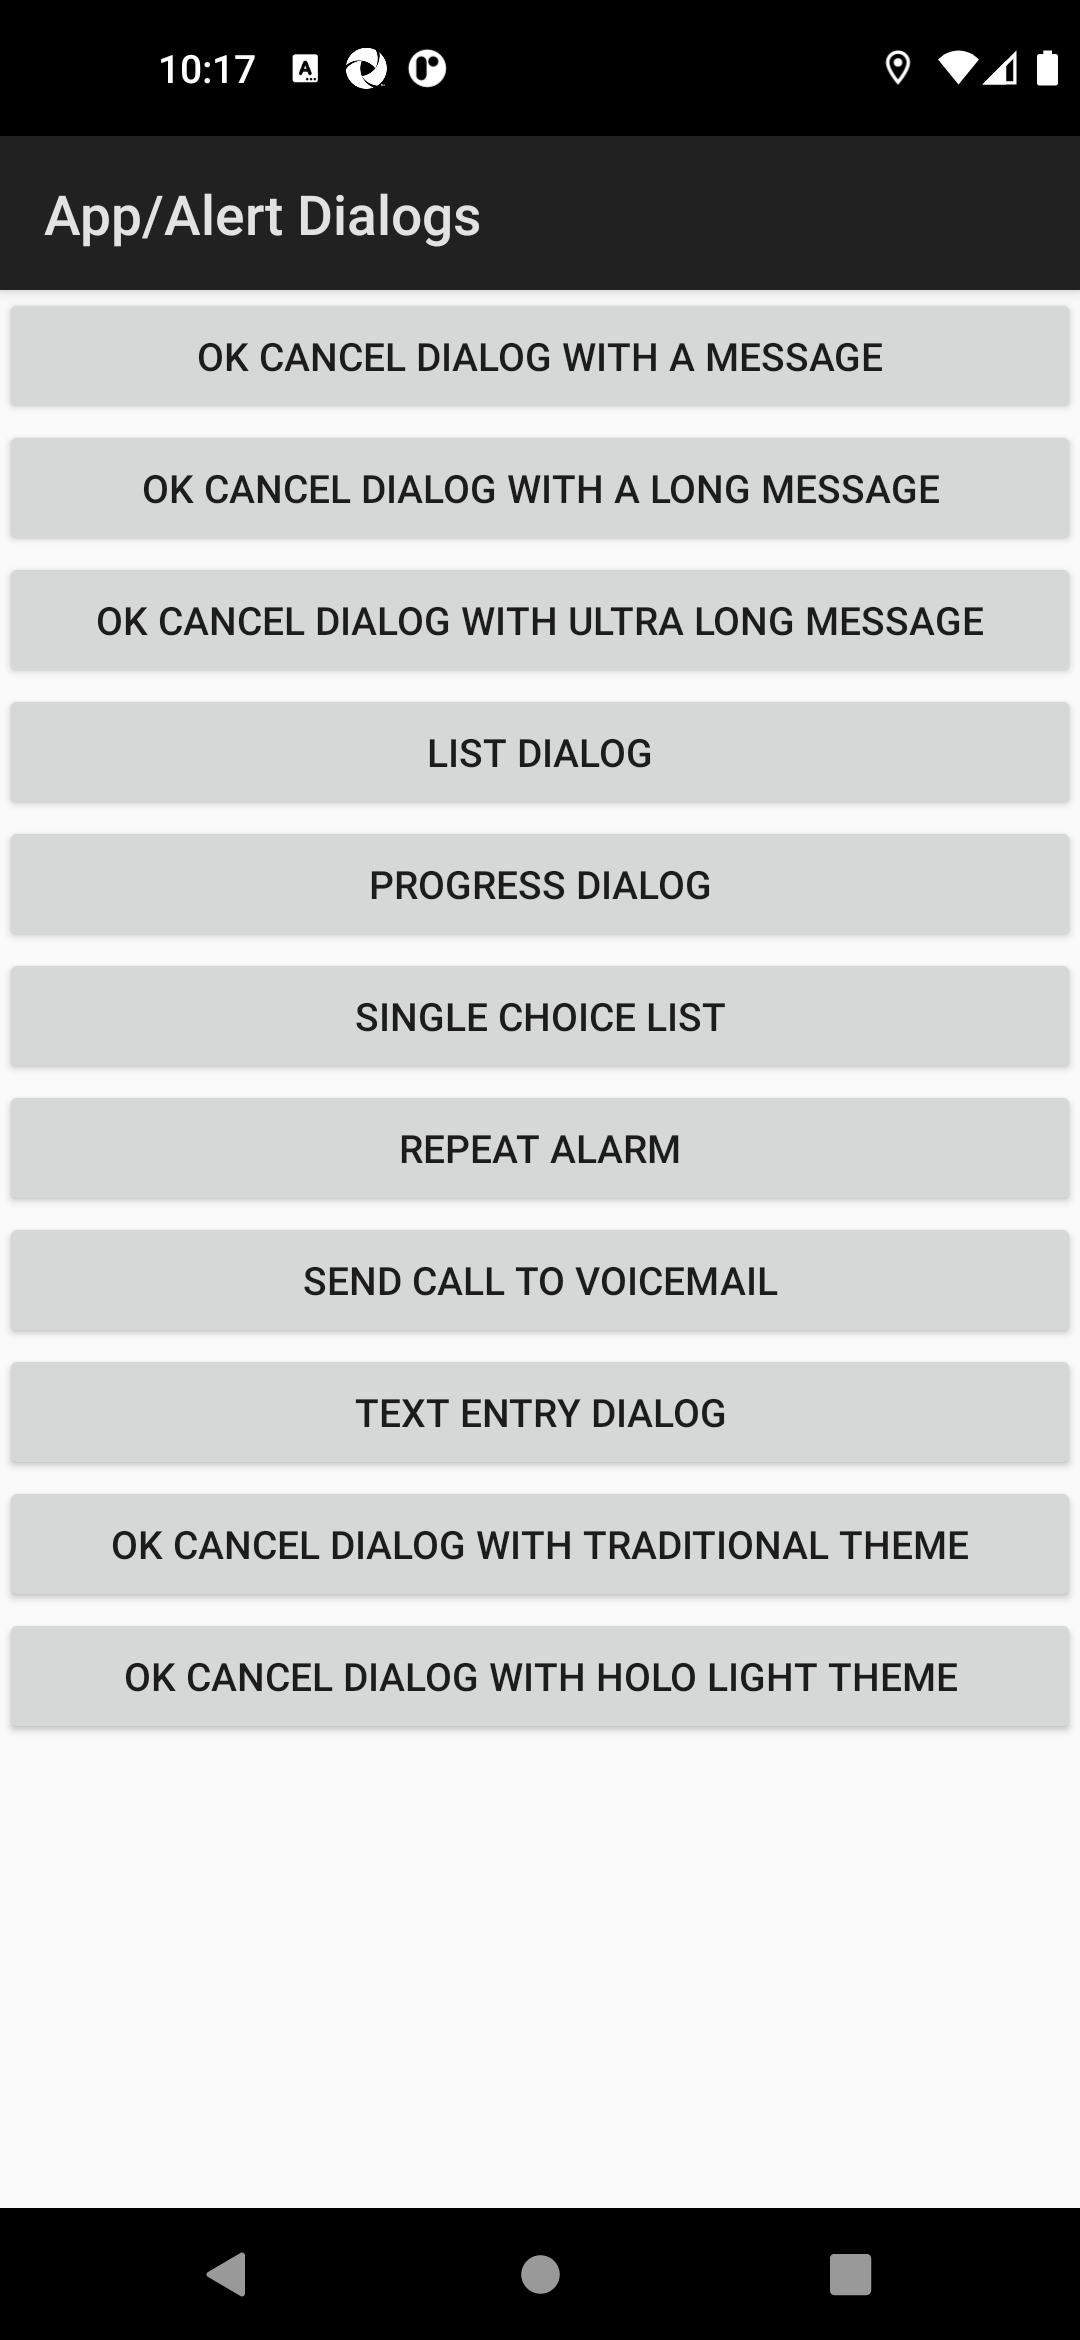 10:17
App/Alert Dialogs
OK CANCEL DIALOG WITH A MESSAGE
OK CANCEL DIALOG WITH A LONG MESSAGE
OK CANCEL DIALOG WITH ULTRA LONG MESSAGE
LIST DIALOG
PROGRESS DIALOG
SINGLE CHOICE LIST
REPEAT ALARM
SEND CALL TO VOICEMAIL
TEXT ENTRY DIALOG
OK CANCEL DIALOG WITH TRADITIONAL THEME
OK CANCEL DIALOG WITH HOLO LIGHT THEME